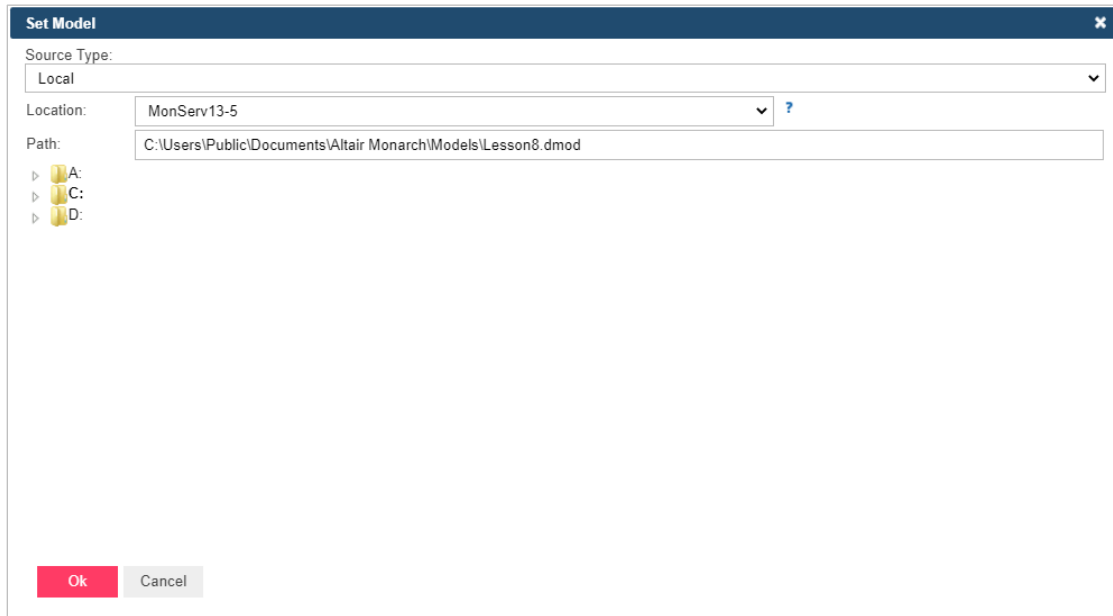 Set Model
Source Type:
Local
Location: MonServ13-5 ?
Path: C:\Users\Public\Documents\Altair Monarch\Models\Lesson8.dmod
A:
C:
D:
Ok Cancel